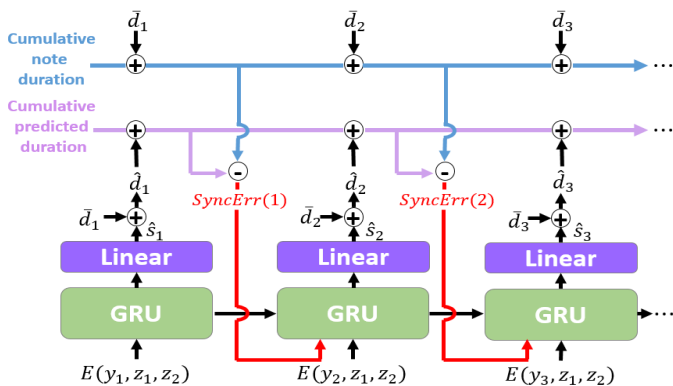 d̄₁ d̄₂ d̄₃
Cumulative
note
duration
+ + + ...
Cumulative
predicted
duration
+ + + ...
- -
d̂₁ SyncErr(1) d̂₂ SyncErr(2) d̂₃
d̄₁ + ŝ₁ d̄₂ + ŝ₂ d̄₃ + ŝ₃
Linear Linear Linear
GRU GRU GRU ...
E(y₁, z₁, z₂) E(y₂, z₁, z₂) E(y₃, z₁, z₂)